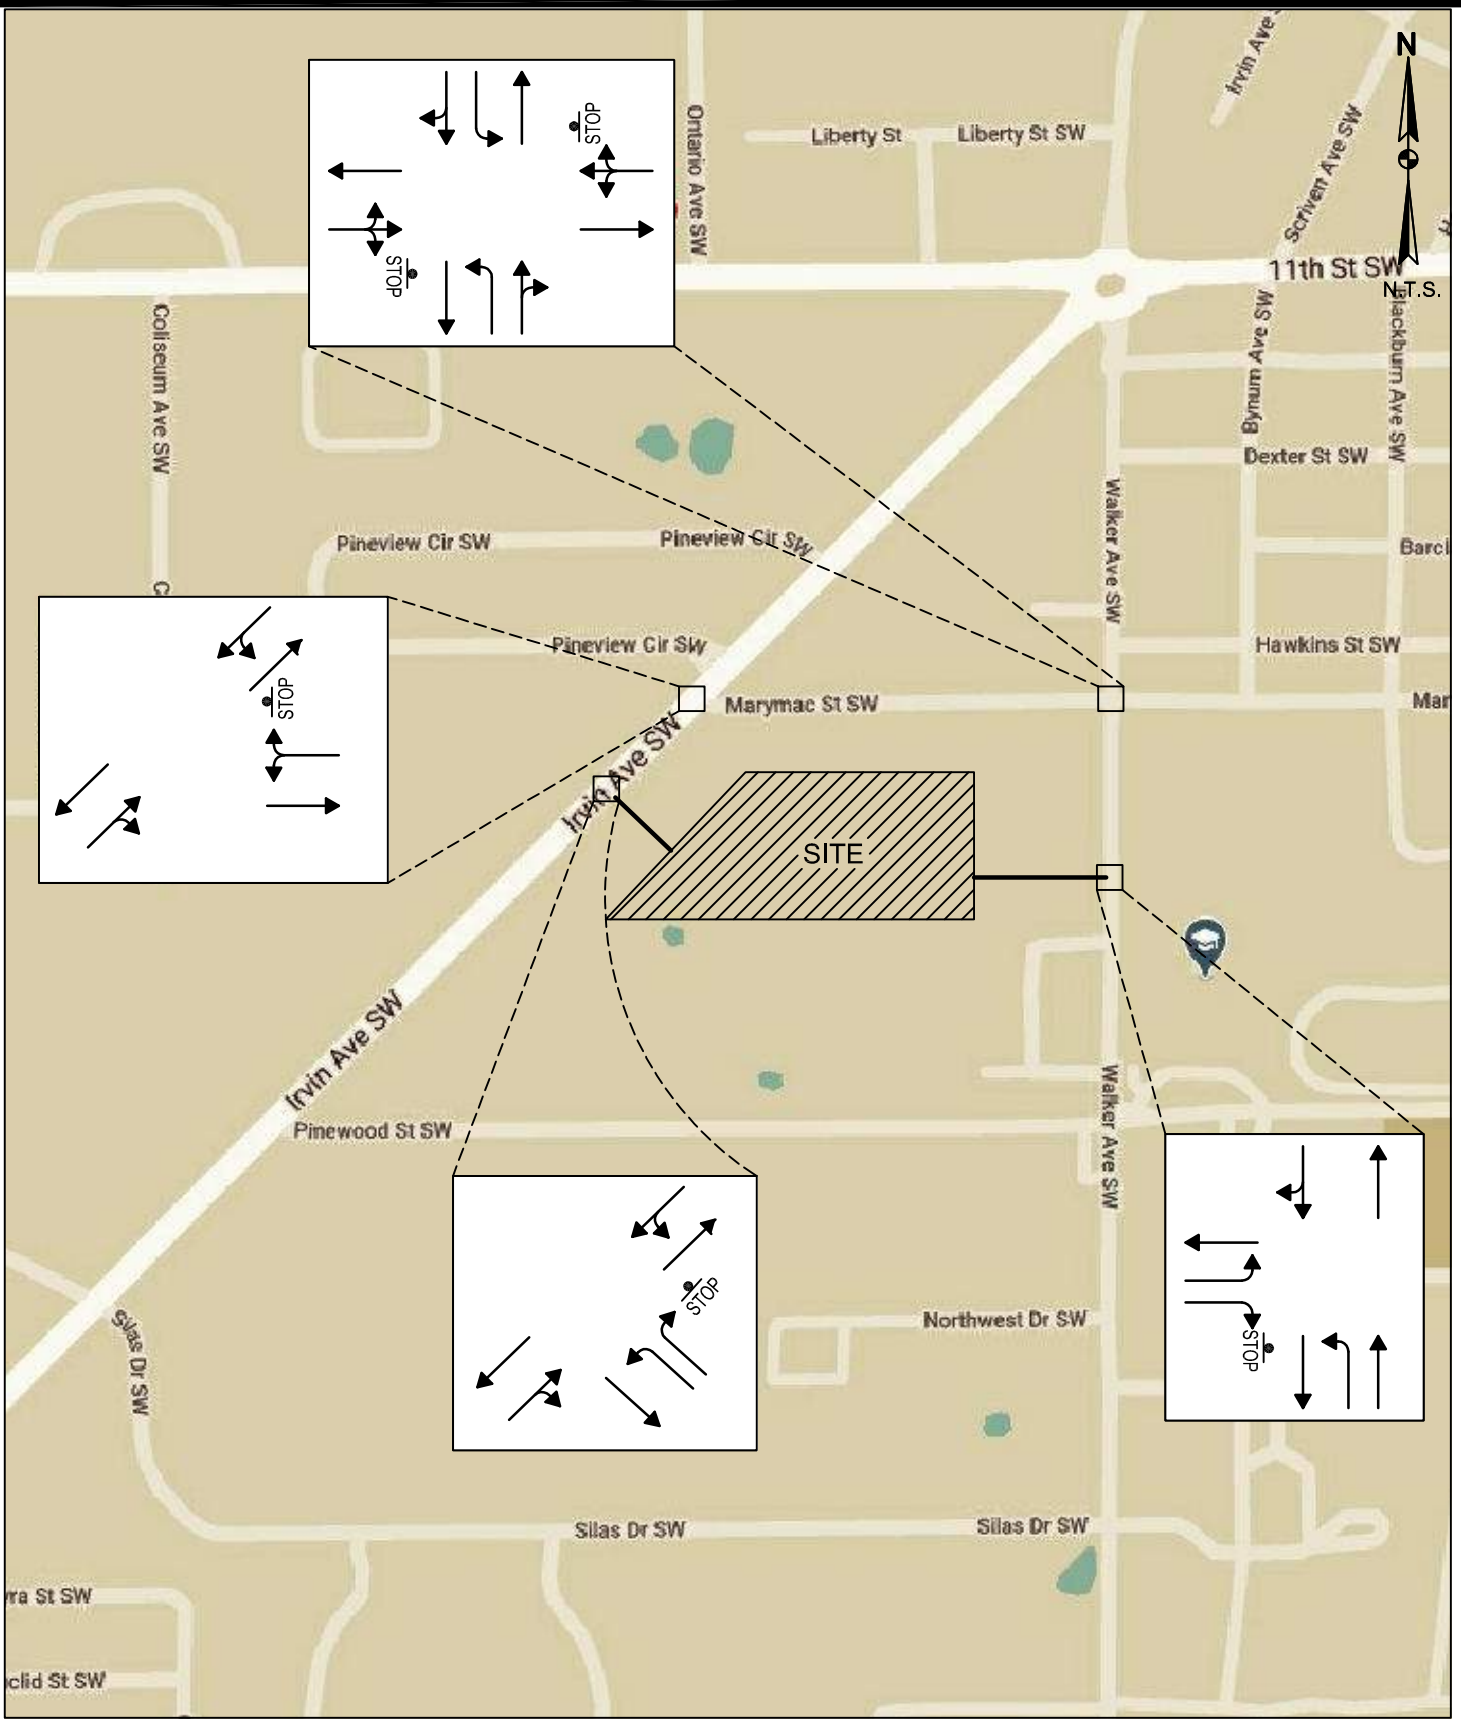 Irvin Ave
N
STOP
Ontario Ave SW
Liberty St
Liberty St SW
Scriven Ave SW
11th St SW
N.T.S.
STOP
Coliseum Ave SW
Bynum Ave SW
Blackburn Ave SW
Dexter St SW
Walker Ave SW
Pineview Cir SW
Pineview Cir SW
Pineview Cir SW
Hawkins St SW
STOP
Marymac St SW
Irvin Ave SW
SITE
Irvin Ave SW
Pinewood St SW
Walker Ave SW
STOP
STOP
Northwest Dr SW
Silas Dr SW
Silas Dr SW
Silas Dr SW
St SW
St SW